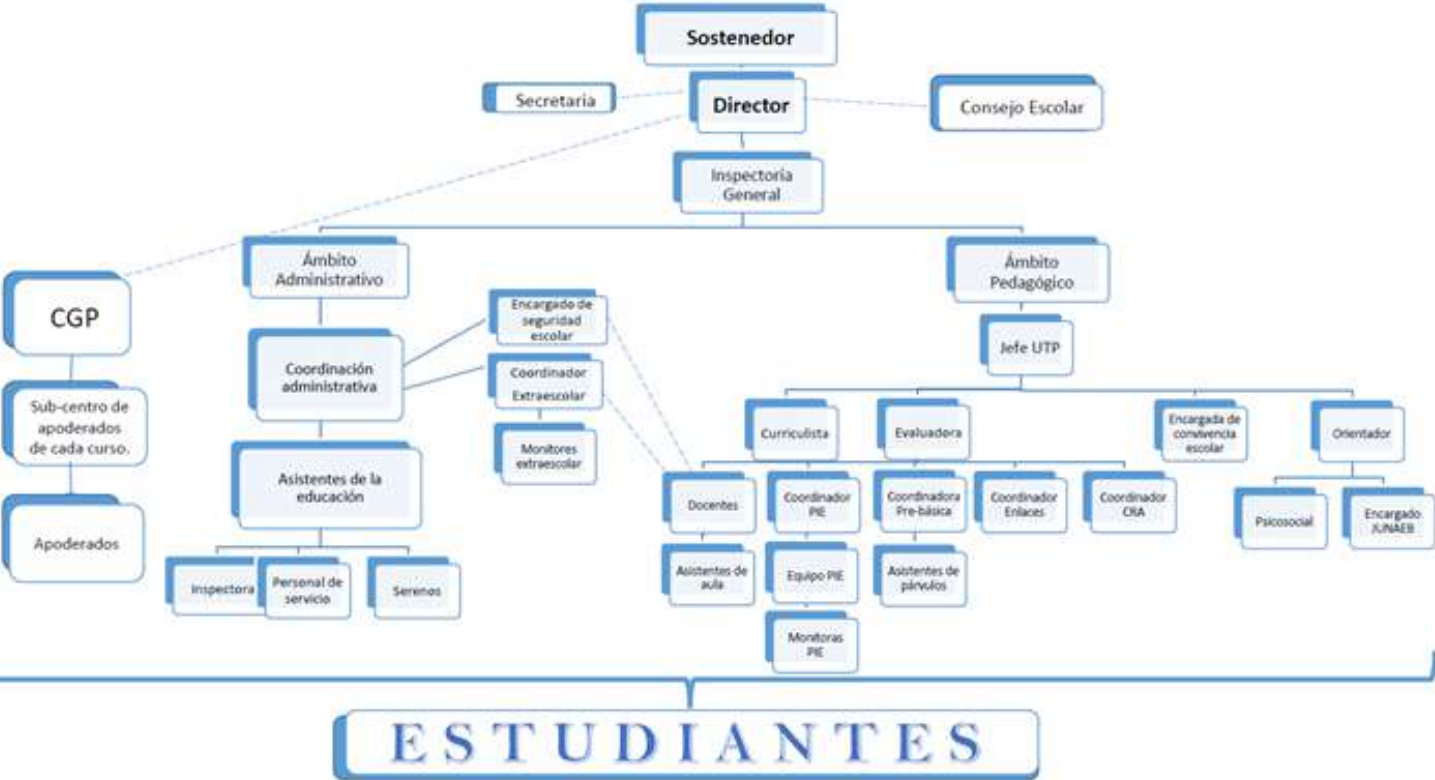 Sostenedor
Secretaria
Director
Consejo Escolar
Inspectoría
General
Ámbito
Administrativo
Ámbito
Pedagógico
CGP
Encargado de
seguridad
escolar
Jefe UTP
Coordinación
administrativa
Coordinador
Extraescolar
Sub-centro de
apoderados
de cada curso.
Curriculista
Evaluadora
Encargada de
convivencia
escolar
Orientador
Monitores
extraescolar
Asistentes de la
educación
Docentes
Coordinador
PIE
Coordinadora
Pre-básica
Coordinador
Enlaces
Coordinador
CRA
Psicosocial
Encargado
JUNAEB
Apoderados
Inspectora
Personal de
servicio
Serenos
Asistentes de
aula
Equipo PIE
Asistentes de
párvulos
Monitoras
PIE
ESTUDIANTES